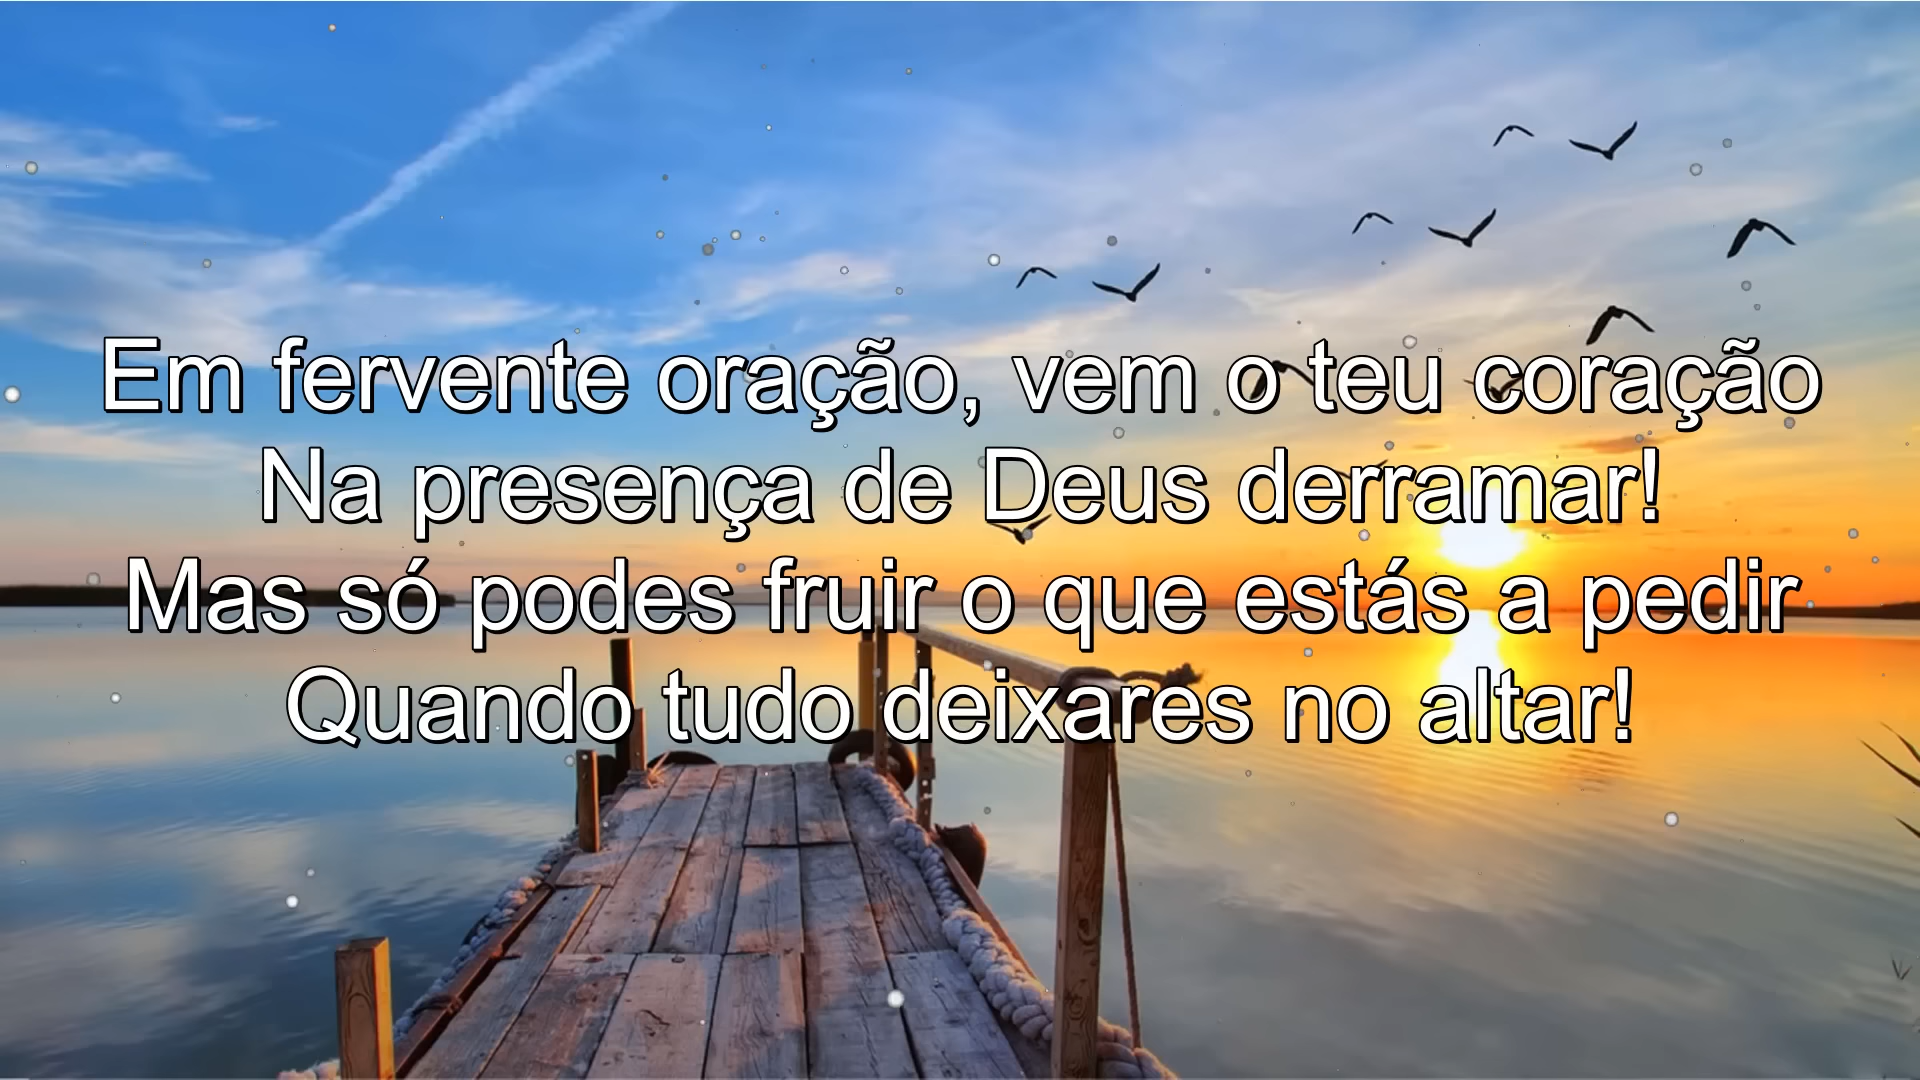 Em fervente oração, vem o teu coração
Na presença de Deus derramar!
Mas só podes fruir o que estás a pedir
Quando tudo deixares no altar!